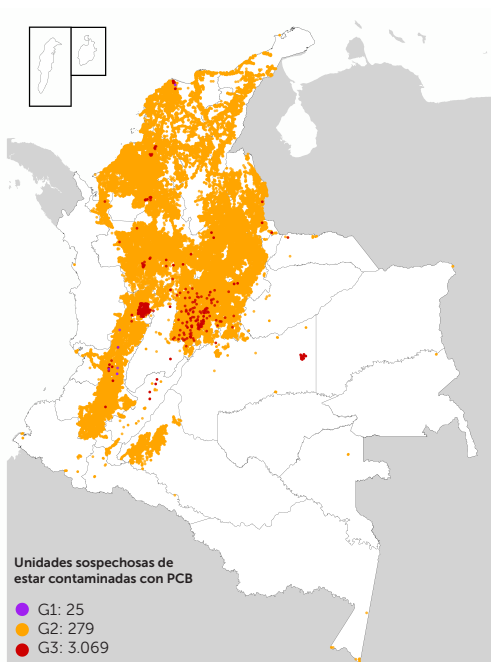 Unidades sospechosas de
estar contaminadas con PCB
G1: 25
G2: 279
G3: 3.069